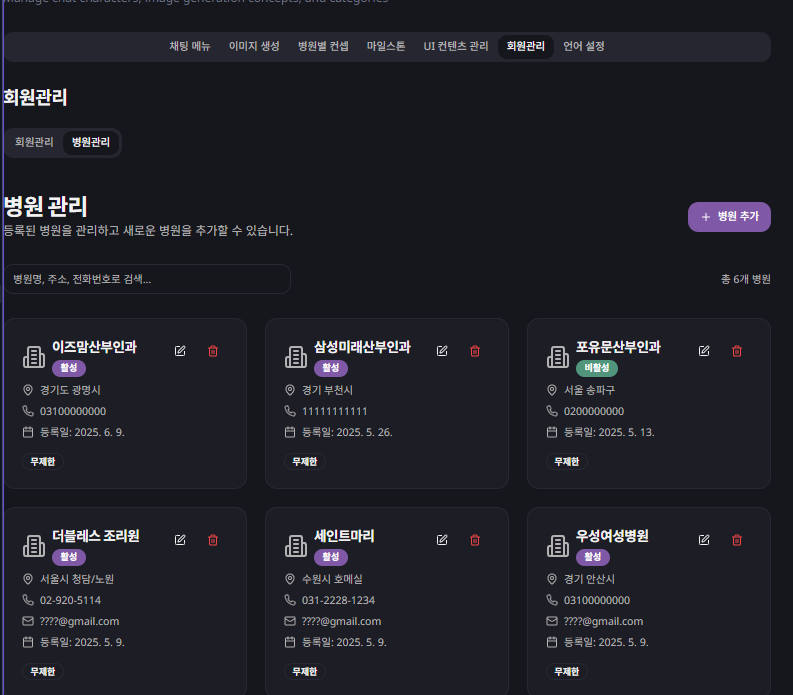 Manage chat characters, image generation concepts, and categories
채팅 메뉴 이미지 생성 병원별 컨셉 마일스톤 UI 컨텐츠 관리 회원관리 언어 설정
회원관리
회원관리 병원관리
병원 관리
등록된 병원을 관리하고 새로운 병원을 추가할 수 있습니다.
+ 병원 추가
병원명, 주소, 전화번호로 검색...
총 6개 병원
이즈맘산부인과
활성
경기도 광명시
03100000000
등록일: 2025. 6. 9.
무제한
삼성미래산부인과
활성
경기 부천시
11111111111
등록일: 2025. 5. 26.
무제한
포유문산부인과
비활성
서울 송파구
0200000000
등록일: 2025. 5. 13.
무제한
더블레스 조리원
활성
서울시 청담/노원
02-920-5114
????@gmail.com
등록일: 2025. 5. 9.
무제한
세인트마리
활성
수원시 호메실
031-2228-1234
????@gmail.com
등록일: 2025. 5. 9.
무제한
우성여성병원
활성
경기 안산시
03100000000
????@gmail.com
등록일: 2025. 5. 9.
무제한